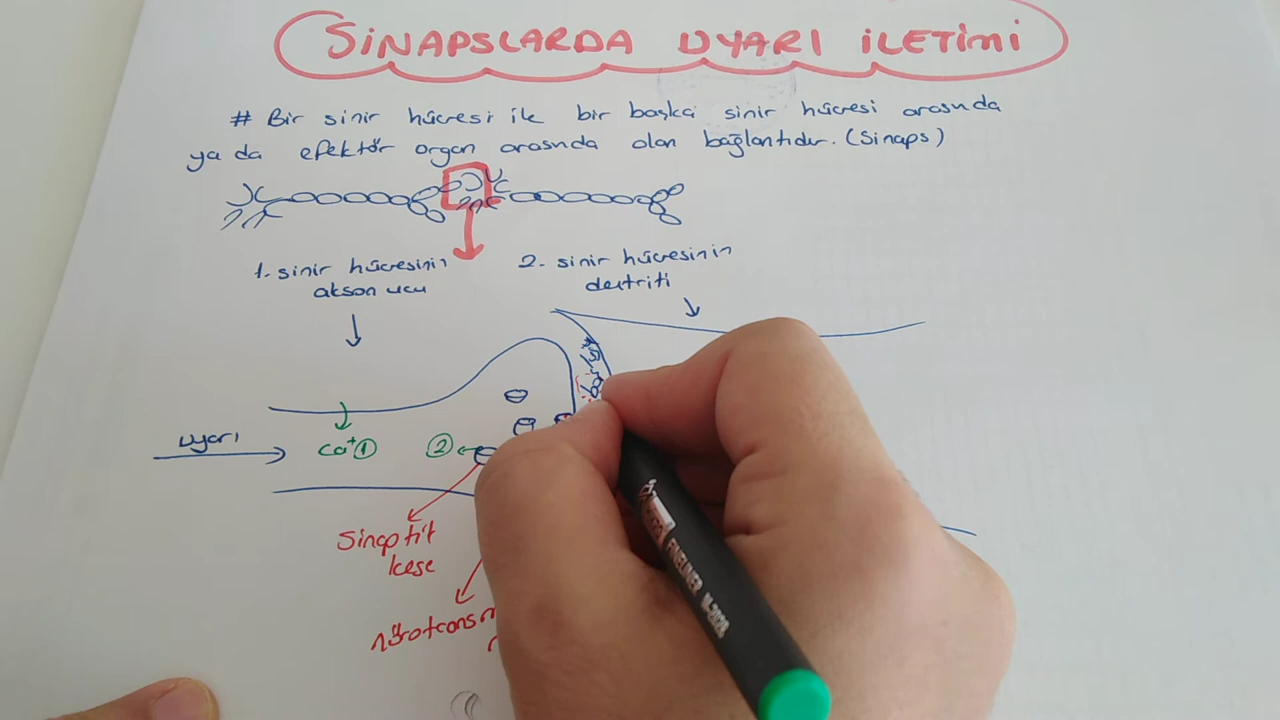 SİNAPSLARDA UYARI İLETİMİ
# Bir sinir hücresi ile bir başka sinir hücresi arasında
ya da efektör organ arasında olan bağlantıdır. (Sinaps)
1. sinir hücresinin
akson ucu
2. sinir hücresinin
dentriti
uyarı
Ca+ ①
②
Sinaptik
kese
nörotransm
FINELINER